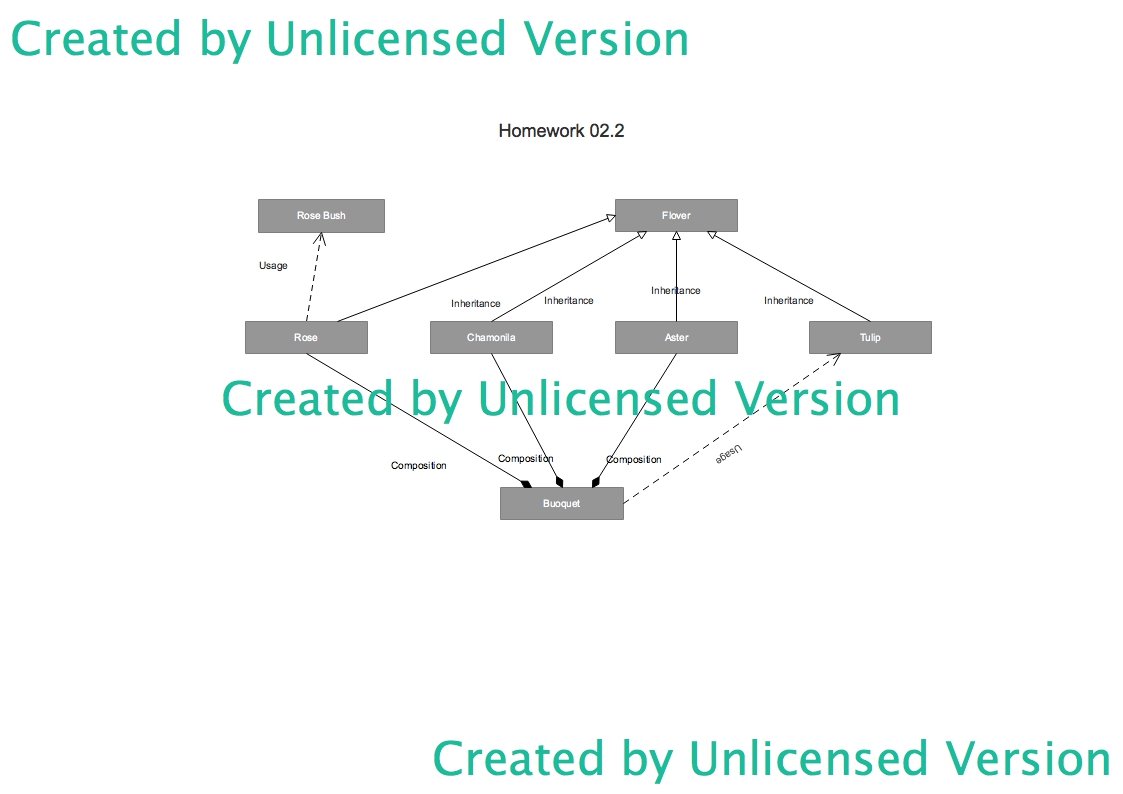 Created by Unlicensed Version
Homework 02.2
Rose Bush
Flover
Usage
Inheritance
Inheritance
Inheritance
Inheritance
Rose
Chamonila
Aster
Tulip
Created by Unlicensed Version
Composition
Composition
Composition
Usage
Buoquet
Created by Unlicensed Version